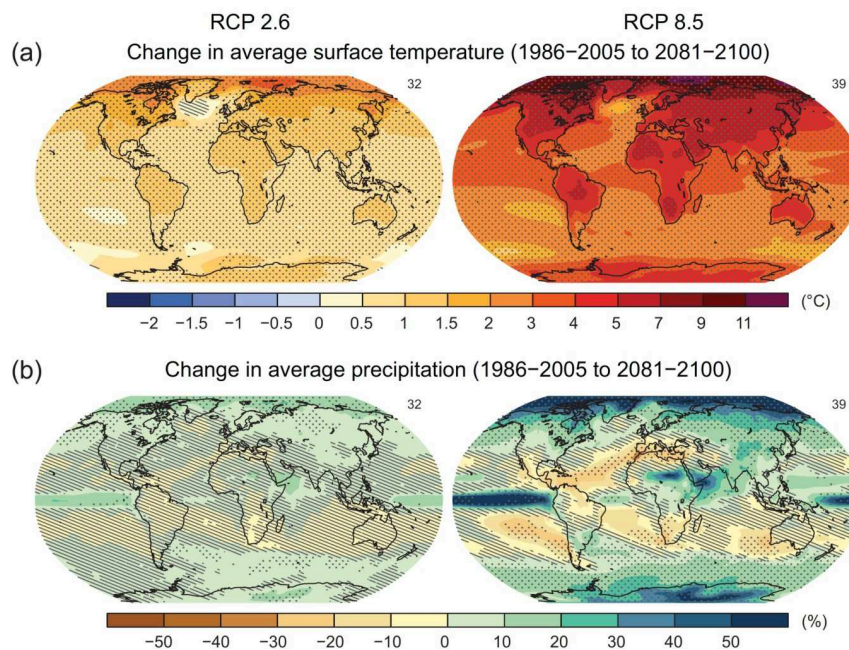 RCP 2.6 RCP 8.5
(a) Change in average surface temperature (1986−2005 to 2081−2100)
32 39
(°C)
−2 −1.5 −1 −0.5 0 0.5 1 1.5 2 3 4 5 7 9 11
(b) Change in average precipitation (1986−2005 to 2081−2100)
32 39
(%)
−50 −40 −30 −20 −10 0 10 20 30 40 50